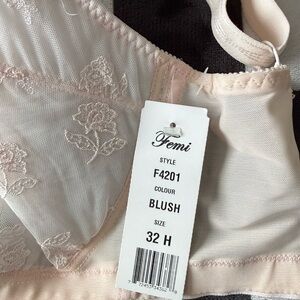 Femi
STYLE
F4201
COLOUR
BLUSH
SIZE
32 H